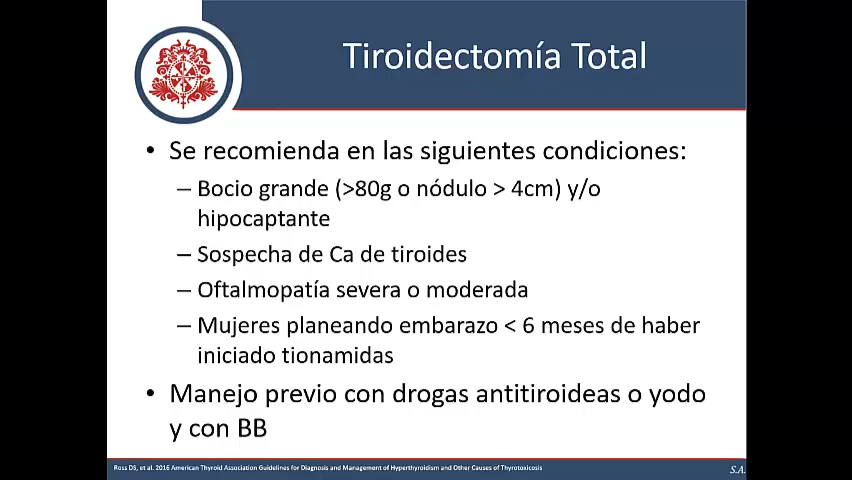 Tiroidectomía Total
• Se recomienda en las siguientes condiciones:
– Bocio grande (>80g o nódulo > 4cm) y/o
hipocaptante
– Sospecha de Ca de tiroides
– Oftalmopatía severa o moderada
– Mujeres planeando embarazo < 6 meses de haber
iniciado tionamidas
• Manejo previo con drogas antitiroideas o yodo
y con BB
Ross DS, et al. 2016 American Thyroid Association Guidelines for Diagnosis and Management of Hyperthyroidism and Other Causes of Thyrotoxicosis
S.A.